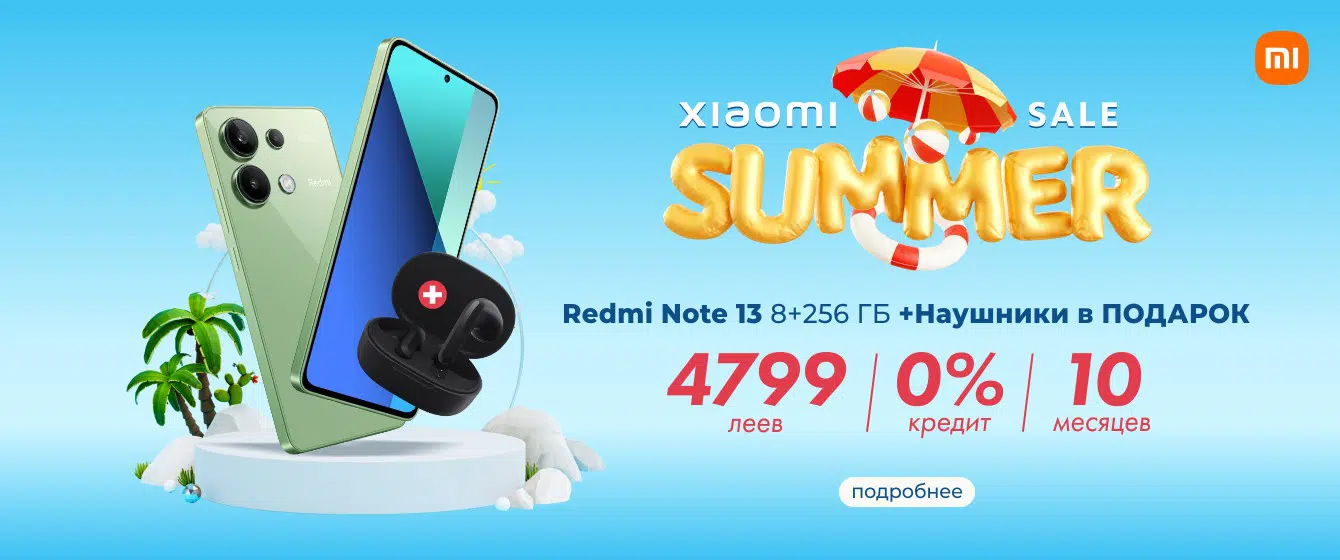 xiaomi SALE
SUMMER
mi
Redmi
Redmi Note 13 8+256 ГБ +Наушники в ПОДАРОК
4799 0% 10
леев кредит месяцев
подробнее